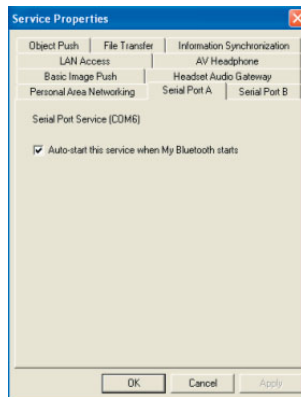 Service Properties
Object Push File Transfer Information Synchronization
LAN Access AV Headphone
Basic Image Push Headset Audio Gateway
Personal Area Networking Serial Port A Serial Port B
Serial Port Service (COM6)
Auto-start this service when My Bluetooth starts
OK Cancel Apply